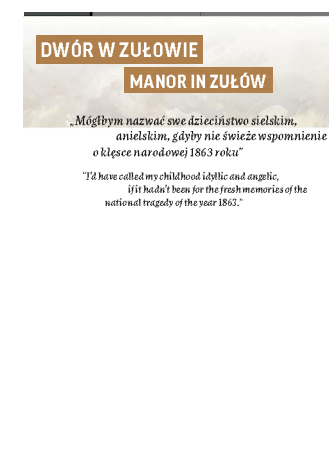 DWÓR W ZUŁOWIE
MANOR IN ZUŁÓW
„Mógłbym nazwać swe dzieciństwo sielskim,
anielskim, gdyby nie świeże wspomnienie
o klęsce narodowej 1863 roku”
"I'd have called my childhood idyllic and angelic,
if it hadn't been for the fresh memories of the
national tragedy of the year 1863."